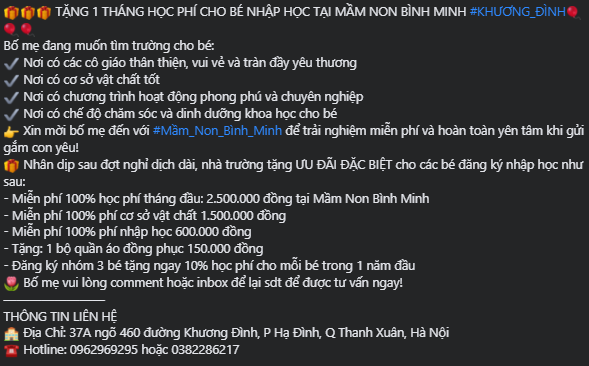 🎁🎁🎁 TẶNG 1 THÁNG HỌC PHÍ CHO BÉ NHẬP HỌC TẠI MẦM NON BÌNH MINH #KHƯƠNG_ĐÌNH🎈
🎈🎈
Bố mẹ đang muốn tìm trường cho bé:
✔️ Nơi có các cô giáo thân thiện, vui vẻ và tràn đầy yêu thương
✔️ Nơi có cơ sở vật chất tốt
✔️ Nơi có chương trình hoạt động phong phú và chuyên nghiệp
✔️ Nơi có chế độ chăm sóc và dinh dưỡng khoa học cho bé
👉 Xin mời bố mẹ đến với #Mầm_Non_Bình_Minh để trải nghiệm miễn phí và hoàn toàn yên tâm khi gửi
gắm con yêu!
🎁 Nhân dịp sau đợt nghỉ dịch dài, nhà trường tặng ƯU ĐÃI ĐẶC BIỆT cho các bé đăng ký nhập học như
sau:
- Miễn phí 100% học phí tháng đầu: 2.500.000 đồng tại Mầm Non Bình Minh
- Miễn phí 100% phí cơ sở vật chất 1.500.000 đồng
- Miễn phí 100% phí nhập học 600.000 đồng
- Tặng: 1 bộ quần áo đồng phục 150.000 đồng
- Đăng ký nhóm 3 bé tặng ngay 10% học phí cho mỗi bé trong 1 năm đầu
🌷 Bố mẹ vui lòng comment hoặc inbox để lại sdt để được tư vấn ngay!
———————
THÔNG TIN LIÊN HỆ
🏠 Địa Chỉ: 37A ngõ 460 đường Khương Đình, P Hạ Đình, Q Thanh Xuân, Hà Nội
☎️ Hotline: 0962969295 hoặc 0382286217